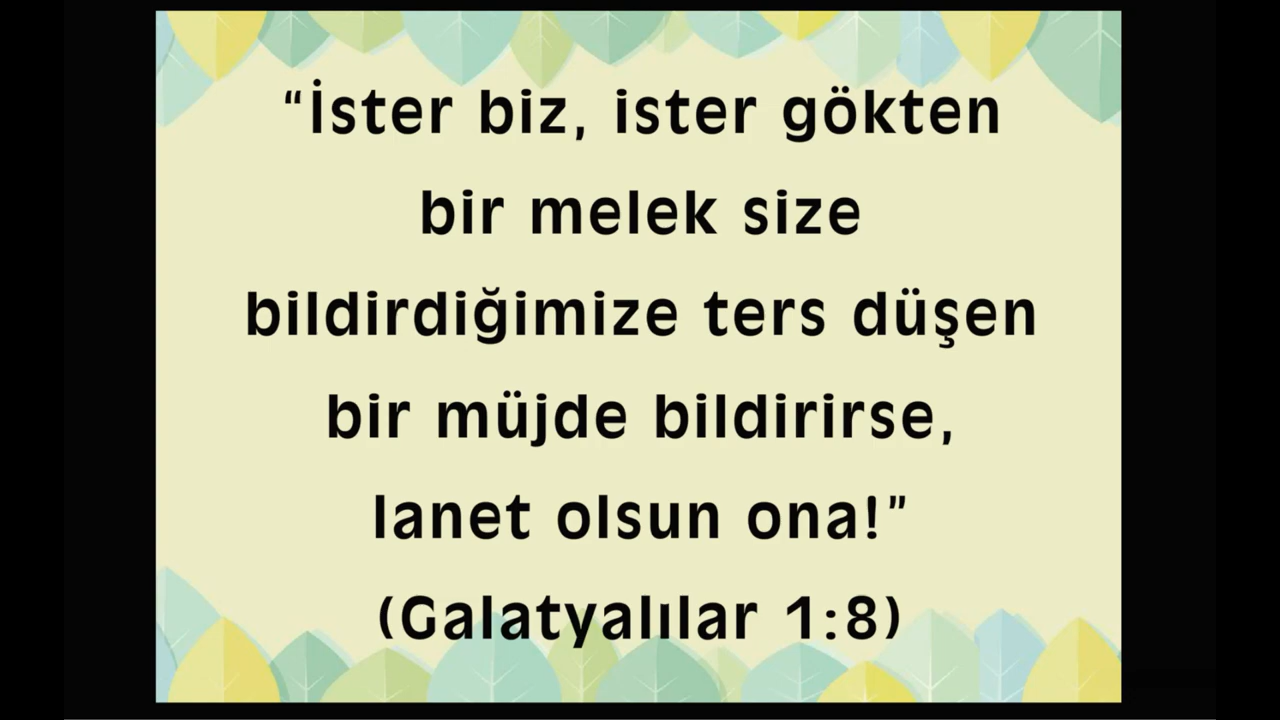 “İster biz, ister gökten
bir melek size
bildirdiğimize ters düşen
bir müjde bildirirse,
lanet olsun ona!”
(Galatyalılar 1:8)